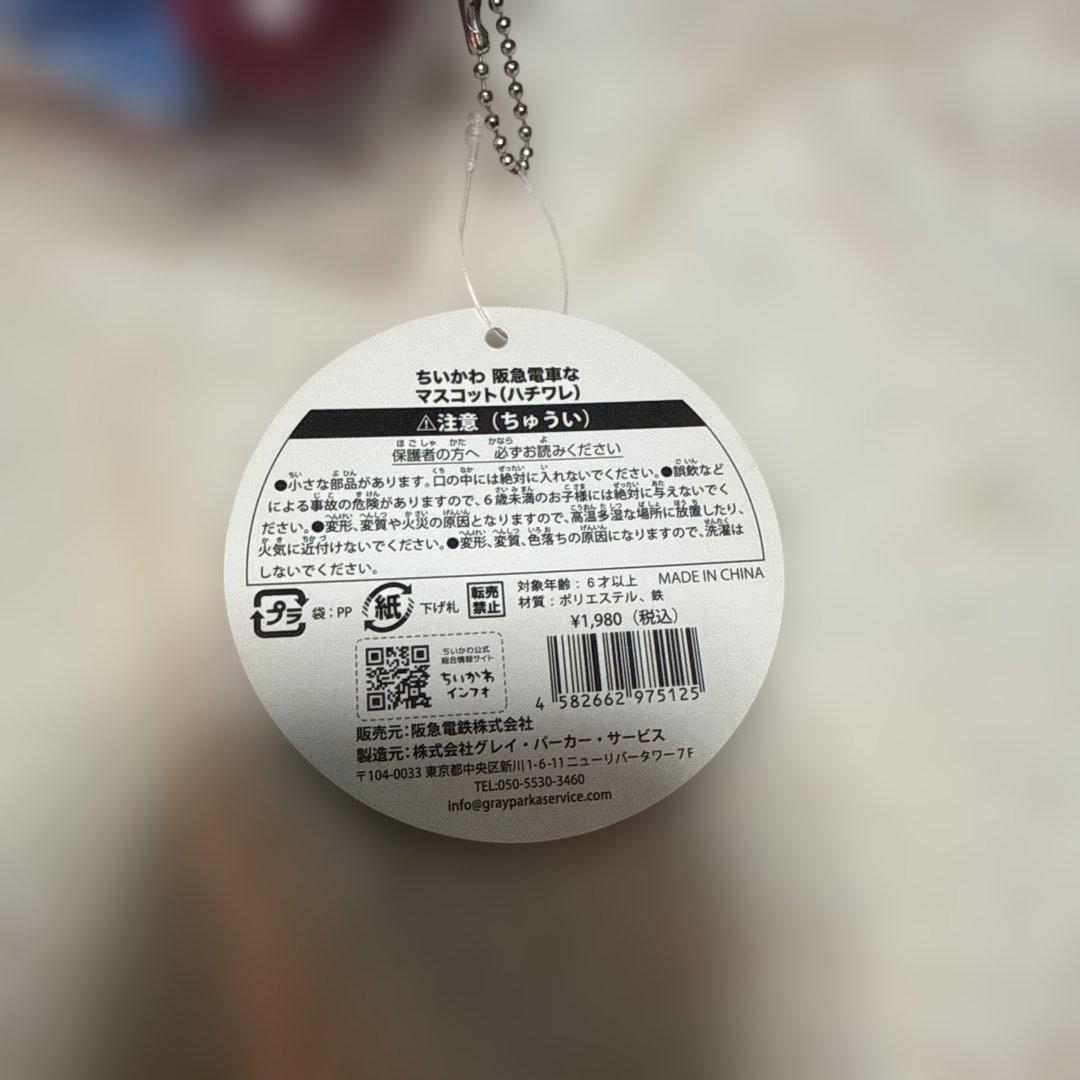 ちいかわ 阪急電車な
マスコット(ハチワレ)
⚠注意(ちゅうい)
保護者の方へ 必ずお読みください
●小さな部品があります。口の中には絶対に入れないでください。●誤飲など
による事故の危険がありますので、6歳未満のお子様には絶対に与えないでく
ださい。●変形、変質や火災の原因となりますので、高温多湿な場所に放置したり、
火気に近付けないでください。●変形、変質、色落ちの原因になりますので、洗濯は
しないでください。
プラ 袋:PP 紙 下げ札 転売禁止
対象年齢:6才以上 MADE IN CHINA
材質:ポリエステル、鉄
¥1,980(税込)
ちいかわ公式
総合情報サイト
ちいかわ
インフォ
4 582662 975125
販売元:阪急電鉄株式会社
製造元:株式会社グレイ・パーカー・サービス
〒104-0033 東京都中央区新川1-6-11 ニューリバータワー7F
TEL:050-5530-3460
info@grayparkaservice.com